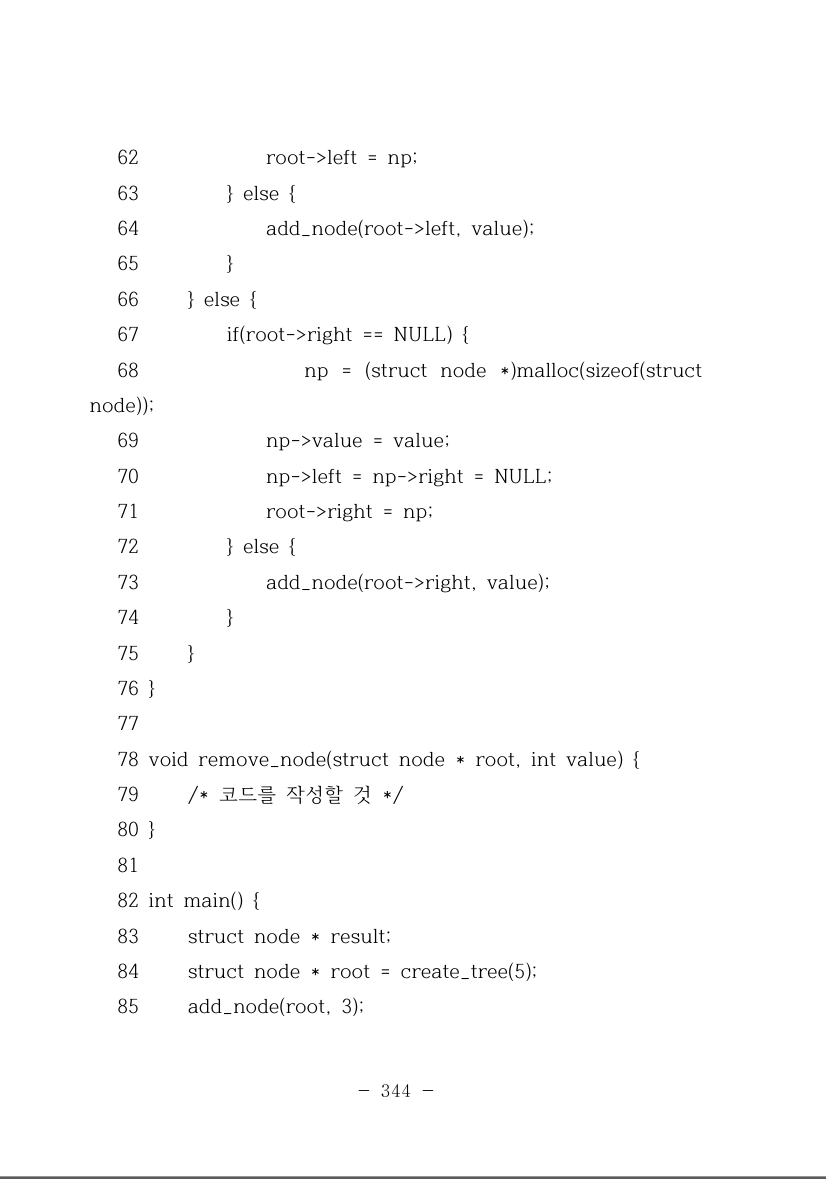 62             root->left = np;
63         } else {
64             add_node(root->left, value);
65         }
66     } else {
67         if(root->right == NULL) {
68             np = (struct node *)malloc(sizeof(struct
node));
69             np->value = value;
70             np->left = np->right = NULL;
71             root->right = np;
72         } else {
73             add_node(root->right, value);
74         }
75     }
76 }
77
78 void remove_node(struct node * root, int value) {
79     /* 코드를 작성할 것 */
80 }
81
82 int main() {
83     struct node * result;
84     struct node * root = create_tree(5);
85     add_node(root, 3);
- 344 -